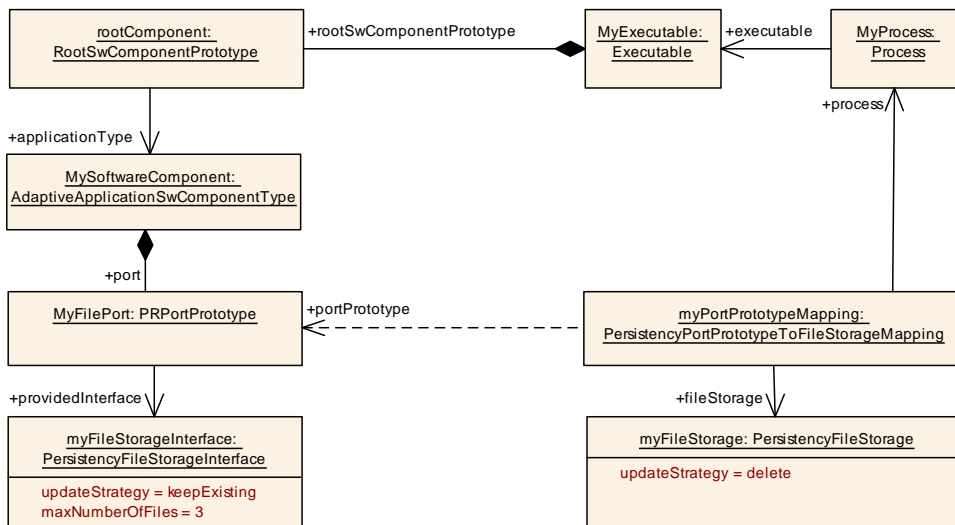 rootComponent:
RootSwComponentPrototype
+rootSwComponentPrototype
MyExecutable:
Executable
+executable
MyProcess:
Process
+process
+applicationType
MySoftwareComponent:
AdaptiveApplicationSwComponentType
+port
MyFilePort: PRPortPrototype
+portPrototype
myPortPrototypeMapping:
PersistencyPortPrototypeToFileStorageMapping
+providedInterface
+fileStorage
myFileStorageInterface:
PersistencyFileStorageInterface
updateStrategy = keepExisting
maxNumberOfFiles = 3
myFileStorage: PersistencyFileStorage
updateStrategy = delete